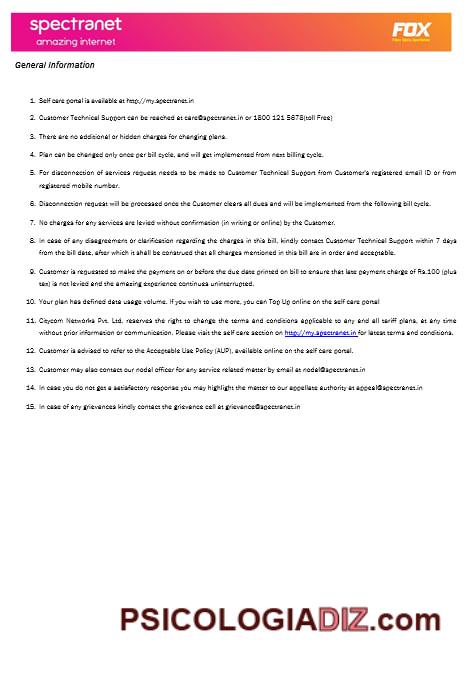 spectranet
amazing internet
FOX
General Information
1. Self care portal is available at http://my.spectranet.in
2. Customer Technical Support can be reached at care@spectranet.in or 1800 121 5678(toll Free)
3. There are no additional or hidden charges for changing plans.
4. Plan can be changed only once per bill cycle, and will get implemented from next billing cycle.
5. For disconnection of services request needs to be made to Customer Technical Support from Customer's registered email ID or from
registered mobile number.
6. Disconnection request will be processed once the Customer clears all dues and will be implemented from the following bill cycle.
7. No charges for any services are levied without confirmation (in writing or online) by the Customer.
8. In case of any disagreement or clarification regarding the charges in this bill, kindly contact Customer Technical Support within 7 days
from the bill date, after which it shall be construed that all charges mentioned in this bill are in order and acceptable.
9. Customer is requested to make the payment on or before the due date printed on bill to ensure that late payment charge of Rs.100 (plus
tax) is not levied and the amazing experience continues uninterrupted.
10. Your plan has defined data usage volume. If you wish to use more, you can Top Up online on the self care portal
11. Citycom Networks Pvt. Ltd. reserves the right to change the terms and conditions applicable to any and all tariff plans, at any time
without prior information or communication. Please visit the self care section on http://my.spectranet.in for latest terms and conditions.
12. Customer is advised to refer to the Acceptable Use Policy (AUP), available online on the self care portal.
13. Customer may also contact our nodal officer for any service related matter by email at nodal@spectranet.in
14. In case you do not get a satisfactory response you may highlight the matter to our appellate authority at appeal@spectranet.in
15. In case of any grievances kindly contact the grievance cell at grievance@spectranet.in
PSICOLOGIADIZ.com